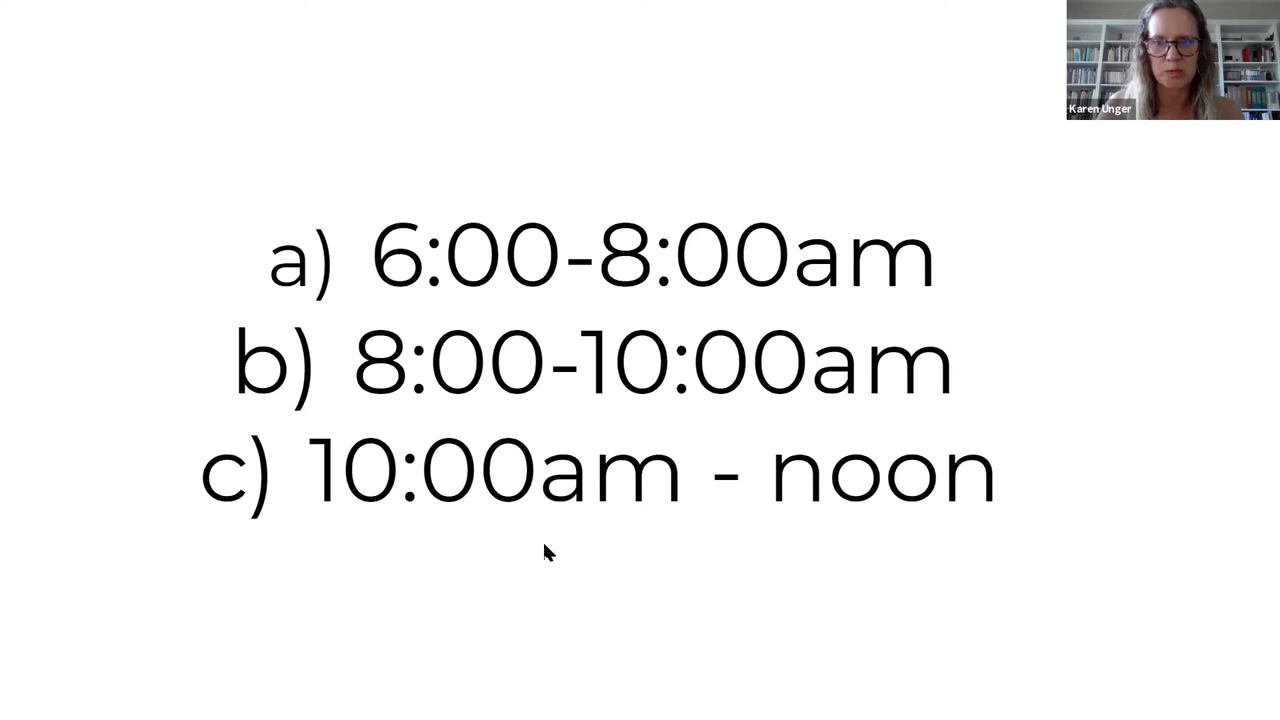 Karen Unger
a) 6:00-8:00am
b) 8:00-10:00am
c) 10:00am - noon